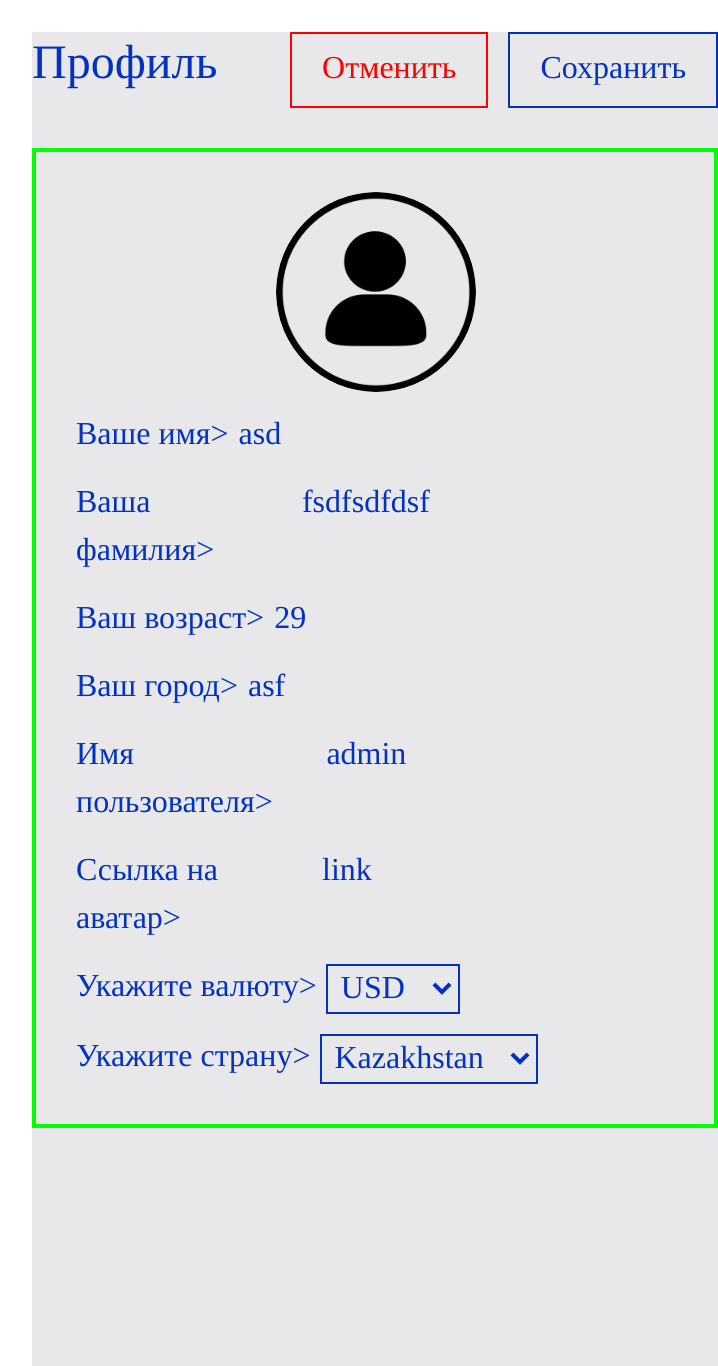 Профиль Отменить Сохранить
Ваше имя> asd
Ваша fsdfsdfdsf
фамилия>
Ваш возраст> 29
Ваш город> asf
Имя admin
пользователя>
Ссылка на link
аватар>
Укажите валюту> USD
Укажите страну> Kazakhstan